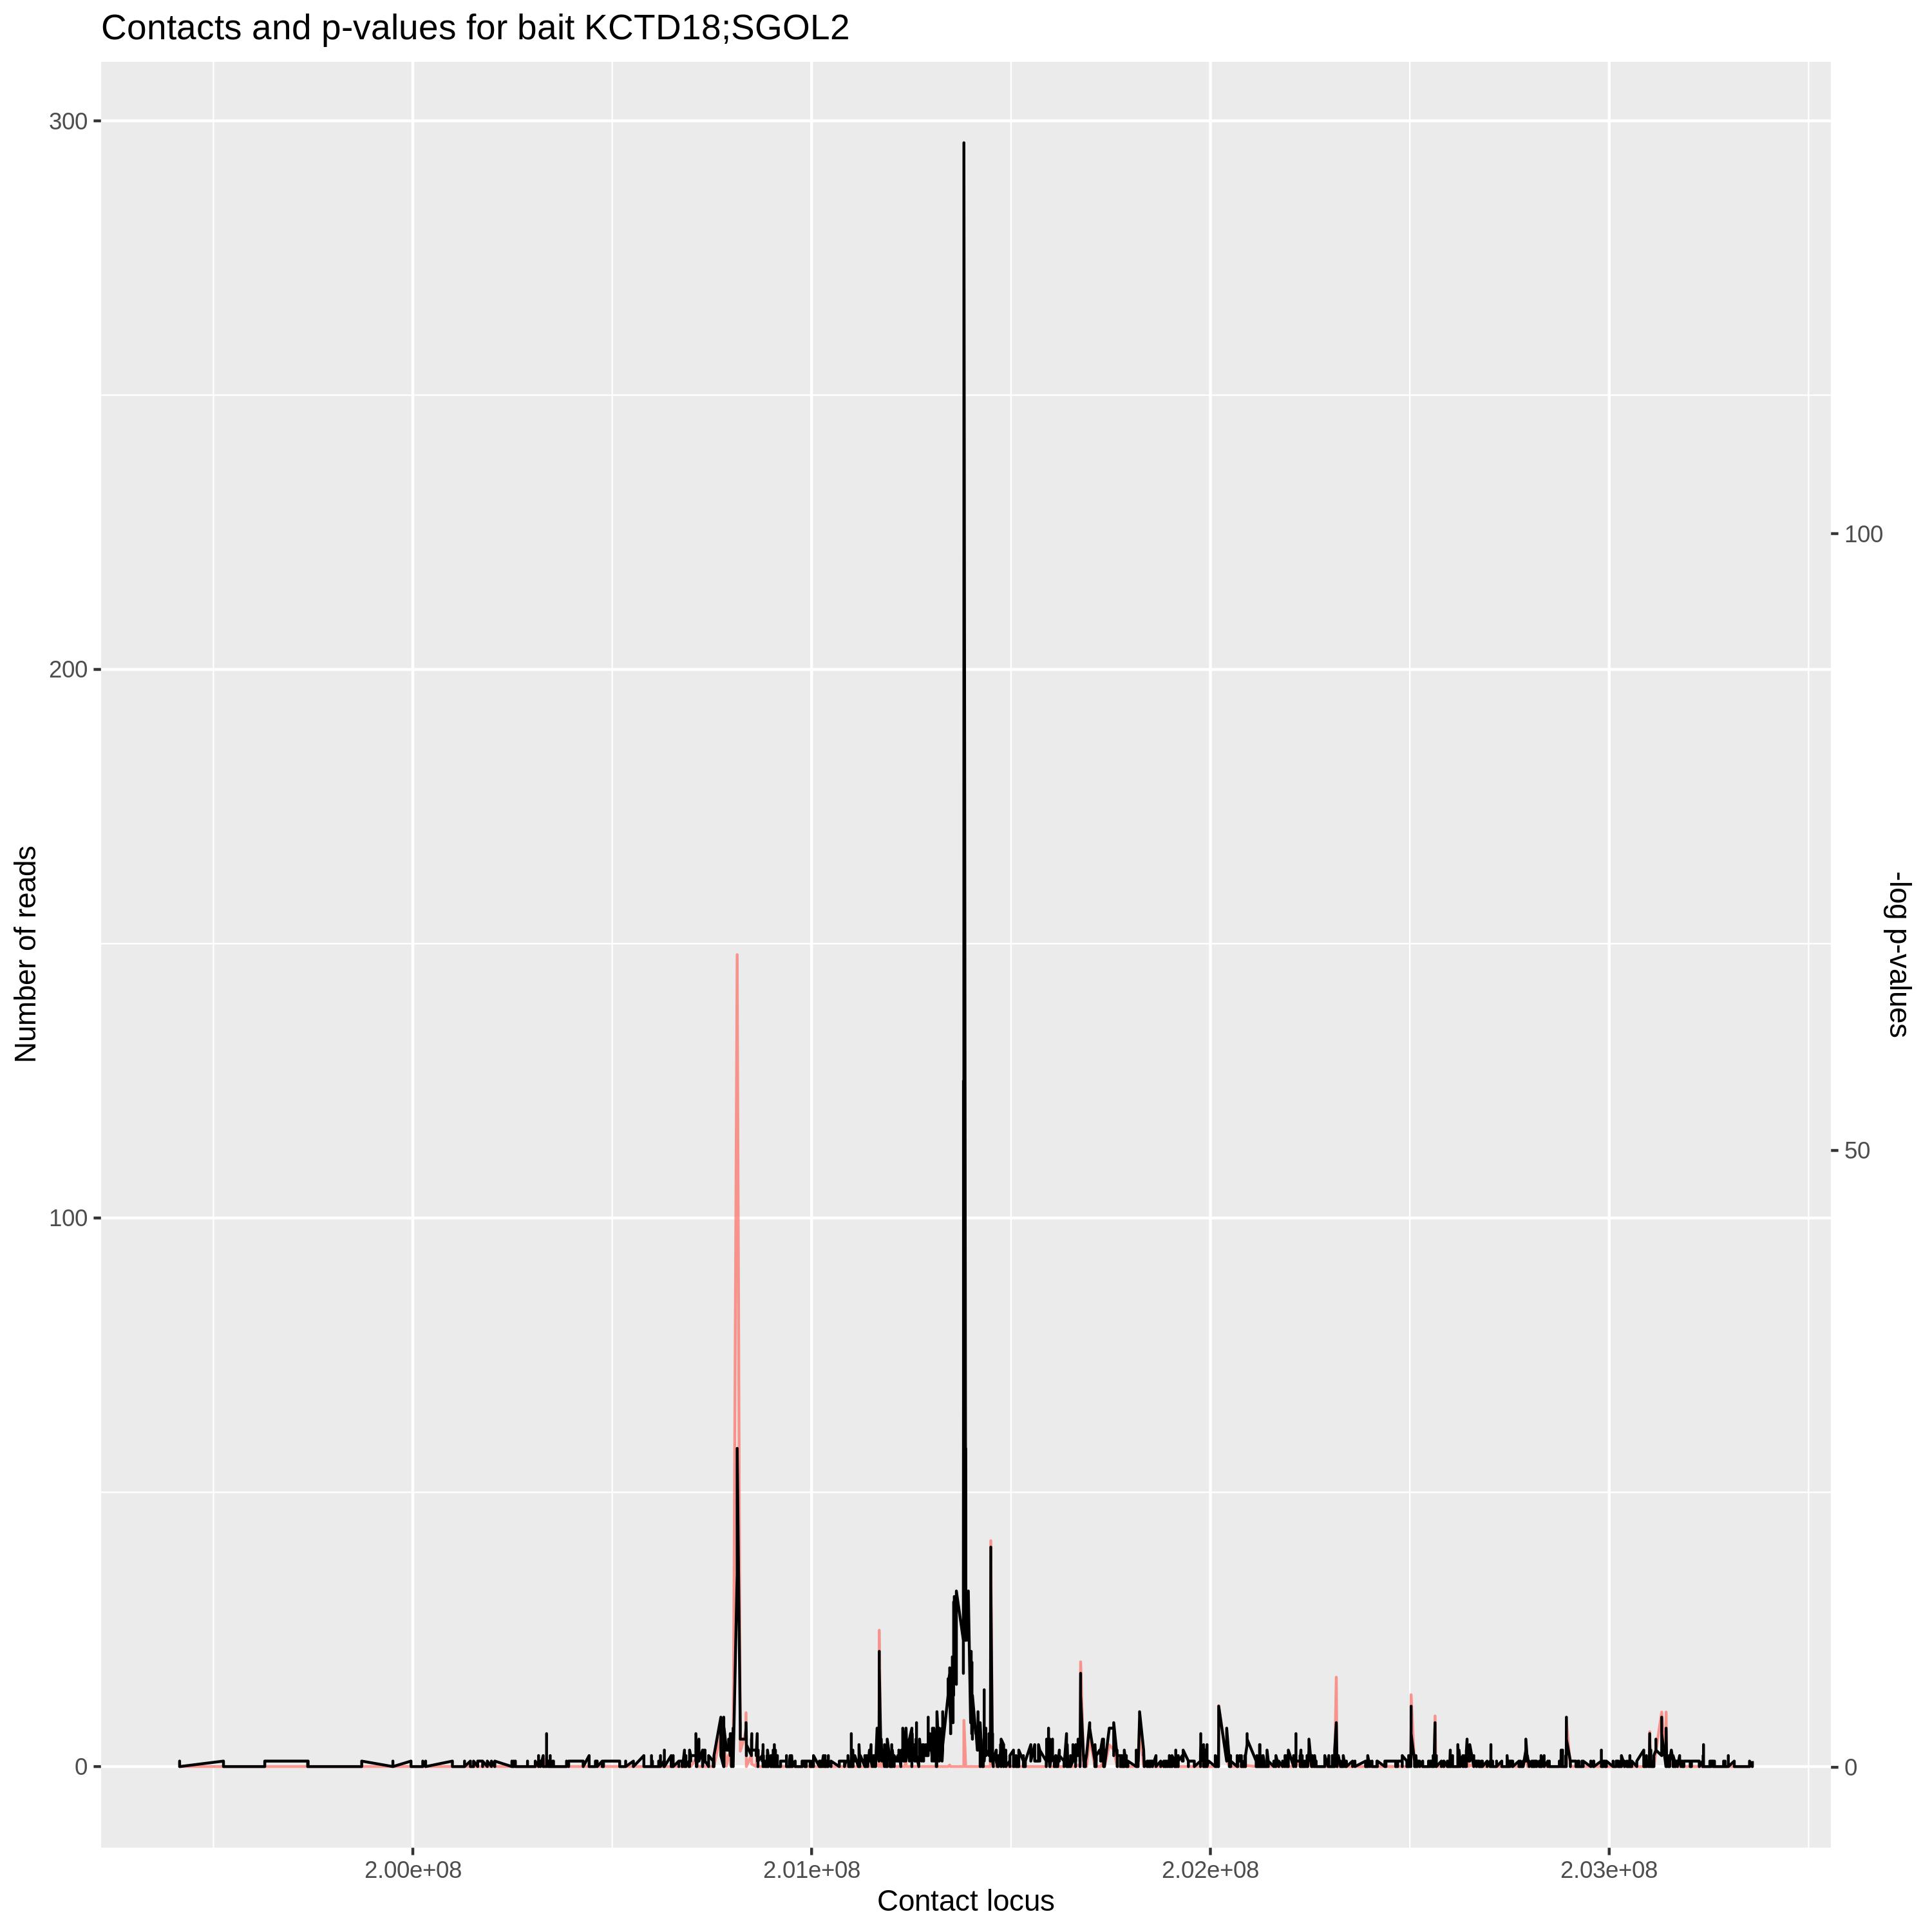 Contacts and p-values for bait KCTD18;SGOL2
300
200
100
0
Number of reads
100
50
0
-log p-values
2.00e+08 2.01e+08 2.02e+08 2.03e+08
Contact locus